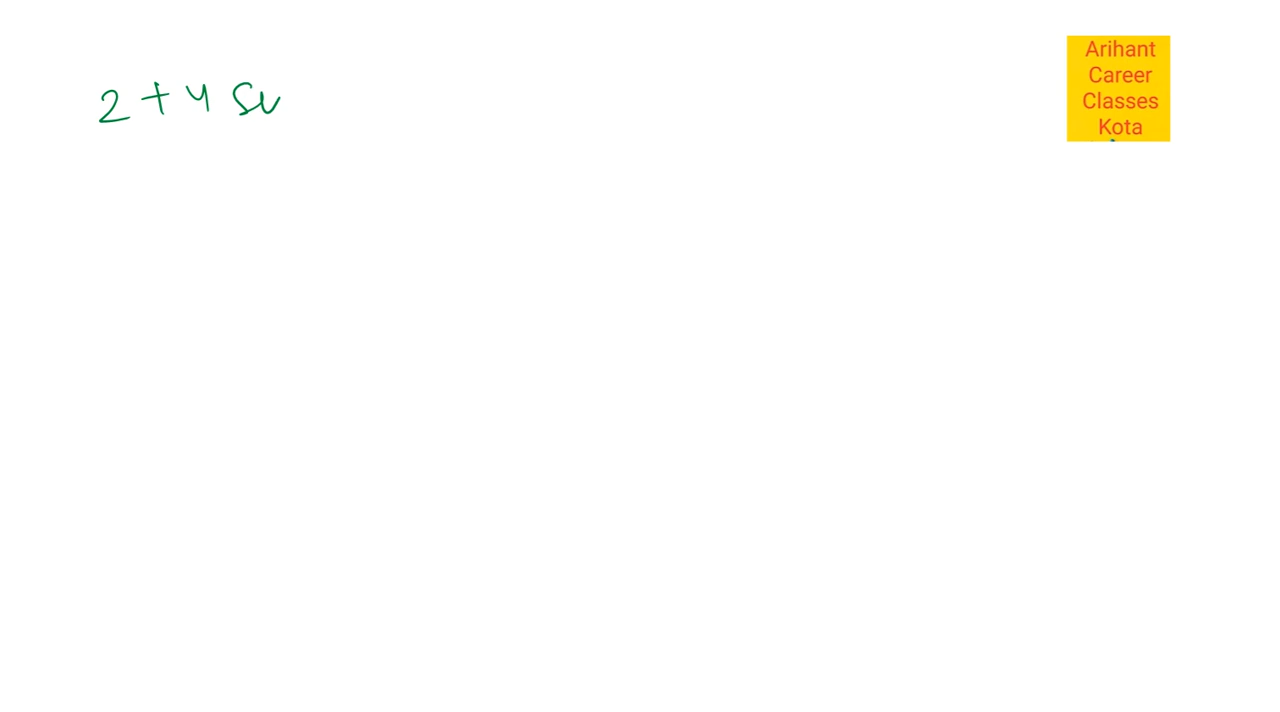 2 + 4 Su
Arihant
Career
Classes
Kota